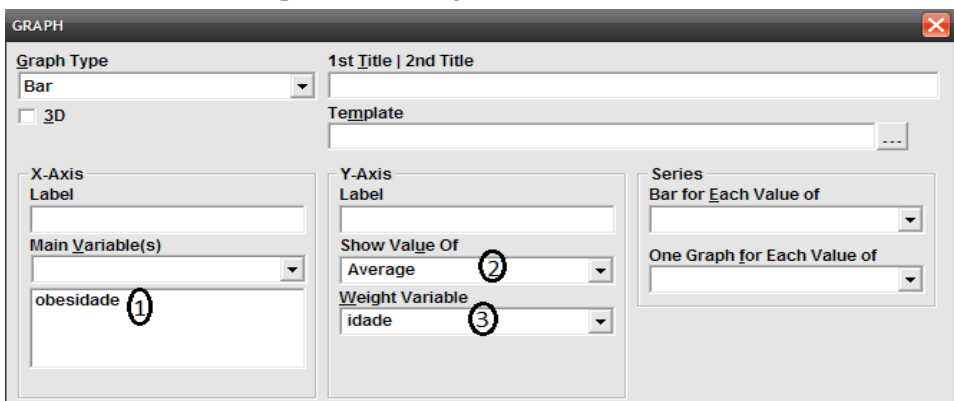 GRAPH
Graph Type
Bar
3D
1st Title | 2nd Title
Template
...
X-Axis
Label
Main Variable(s)
obesidade 1
Y-Axis
Label
Show Value Of
Average 2
Weight Variable
idade 3
Series
Bar for Each Value of
One Graph for Each Value of